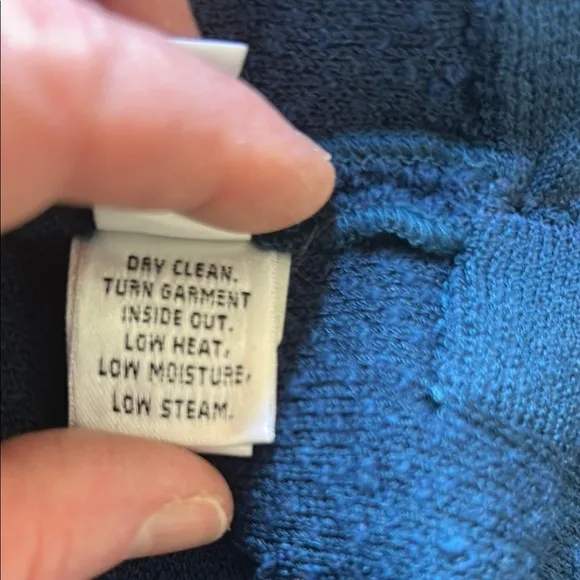 DRY CLEAN.
TURN GARMENT
INSIDE OUT.
LOW HEAT,
LOW MOISTURE,
LOW STEAM.